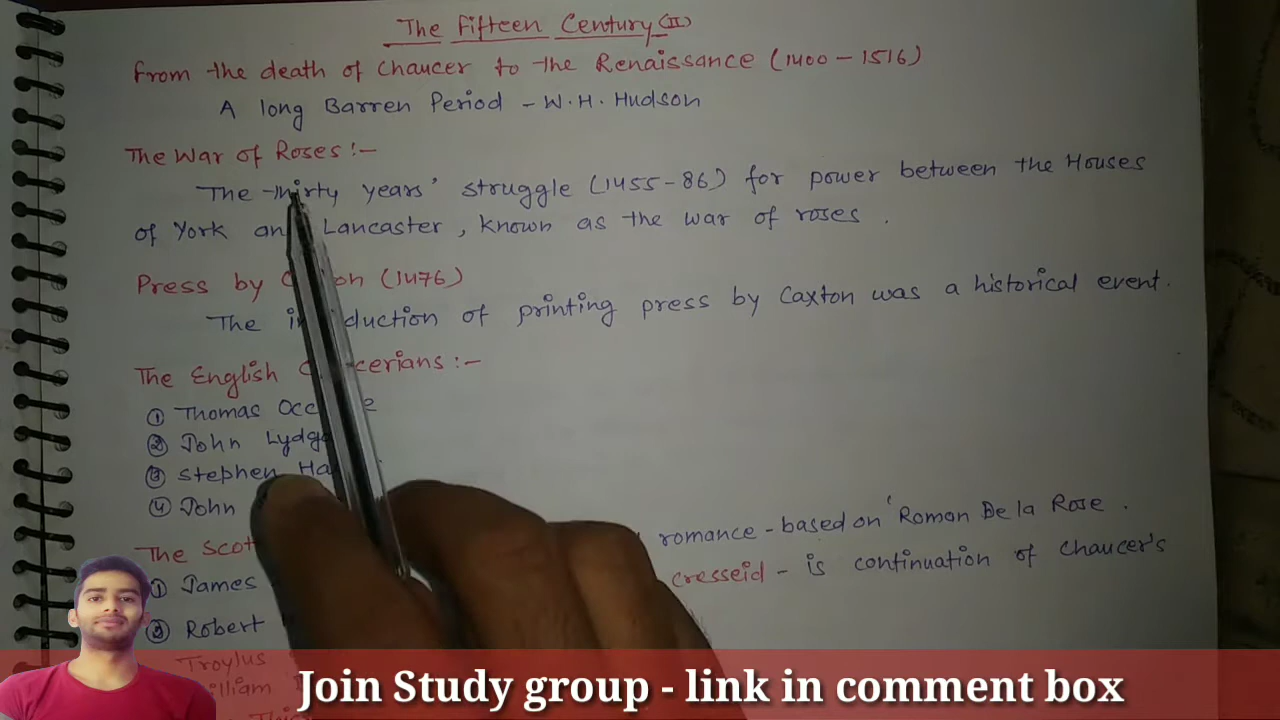 The Fifteen Century (II)
From the death of Chaucer to the Renaissance (1400 - 1516)
A long Barren Period - W.H. Hudson
The War of Roses :-
The thirty years' struggle (1455-86) for power between the Houses
of York Lancaster, known as the war of roses.
Press by (1476)
The of printing press by Caxton was a historical event.
The English :-
① Thomas
② John
③ Stephen
④ John
The
romance - based on 'Roman De la Rose.
① James
cresseid - is continuation of Chaucer's
② Robert
Troylus
Join Study group - link in comment box